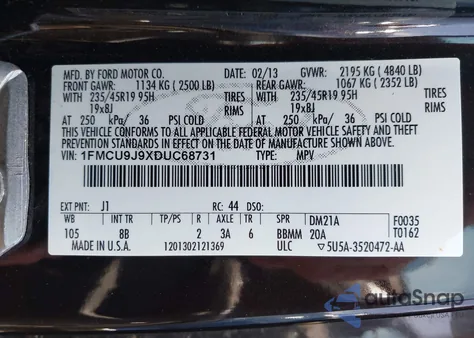 MFD. BY FORD MOTOR CO. 02/13 GVWR: 2195 KG ( 4840 LB)
FRONT GAWR: 1134 KG ( 2500 LB) REAR GAWR: 1067 KG ( 2352 LB)
WITH 235/45R19 95H TIRES WITH 235/45R19 95H TIRES
19x8J RIMS 19x8J RIMS
AT 250 kPa/ 36 PSI COLD AT 250 kPa/ 36 PSI COLD
THIS VEHICLE CONFORMS TO ALL APPLICABLE FEDERAL MOTOR VEHICLE SAFETY AND THEFT
PREVENTION STANDARDS IN EFFECT ON THE DATE OF MANUFACTURE SHOWN ABOVE.
VIN: 1FMCU9J9XDUC68731 TYPE: MPV
EXT PNT: J1 RC: 44 DSO:
WB INT TR TP/PS R AXLE TR SPR DM21A F0035
105 8B 2 3A 6 BBMM 20A T0162
MADE IN U.S.A. 1201302121369 ULC 5U5A-3520472-AA
autoSnap